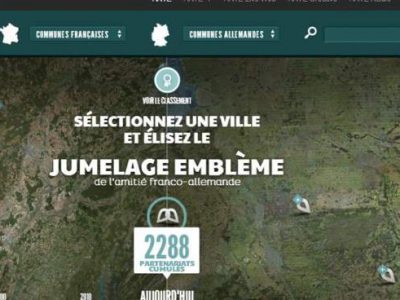 COMMUNES FRANÇAISES
COMMUNES ALLEMANDES
VOIR LE CLASSEMENT
SÉLECTIONNEZ UNE VILLE
ET ÉLISEZ LE
JUMELAGE EMBLÈME
de l'amitié franco-allemande
2288
PARTENARIATS
CUMULÉS
2010
AUJOURD'HUI